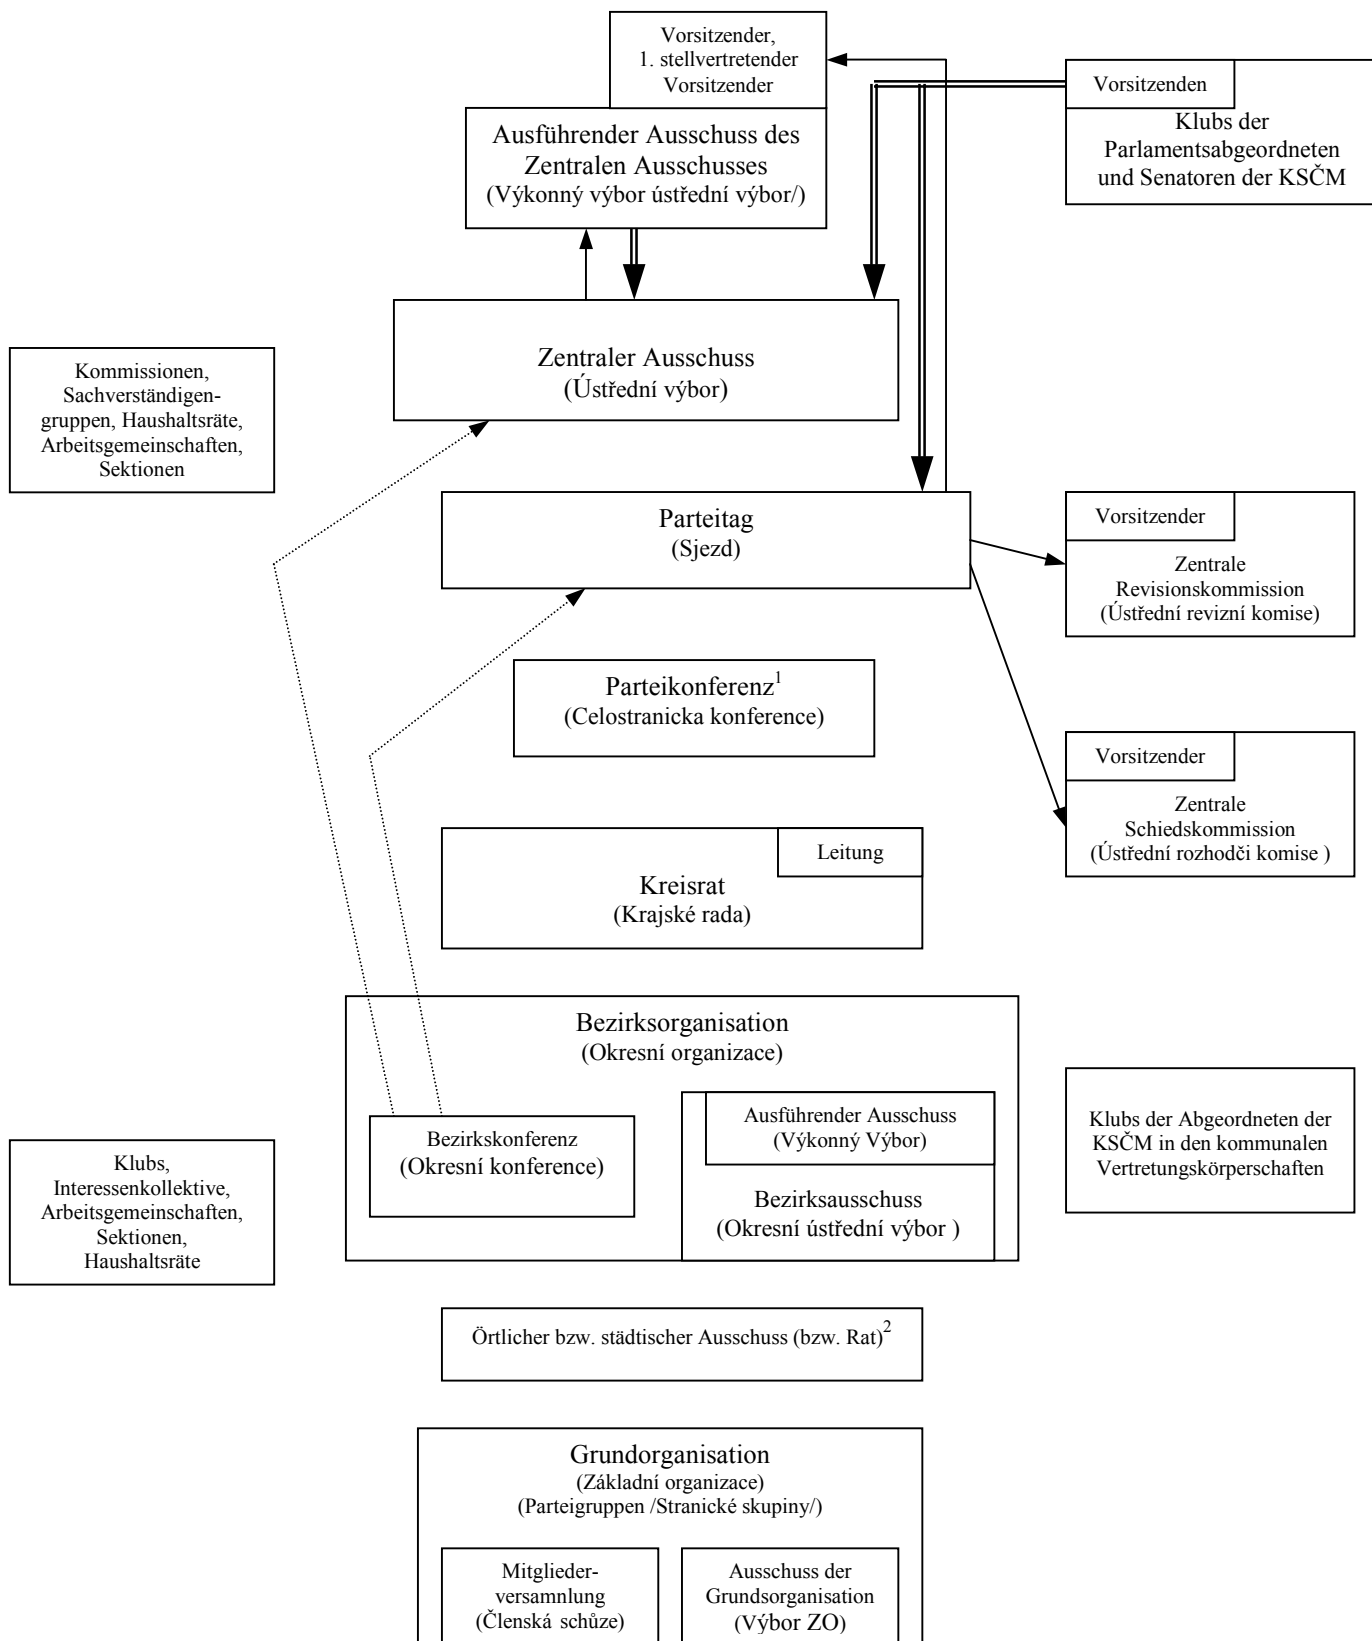 Vorsitzender,
1. stellvertretender
Vorsitzender
Ausführender Ausschuss des
Zentralen Ausschusses
(Výkonný výbor ústřední výbor/)
Vorsitzenden
Klubs der
Parlamentsabgeordneten
und Senatoren der KSČM
Zentraler Ausschuss
(Ústřední výbor)
Kommissionen,
Sachverständigen-
gruppen, Haushaltsräte,
Arbeitsgemeinschaften,
Sektionen
Parteitag
(Sjezd)
Vorsitzender
Zentrale
Revisionskommission
(Ústřední revizní komise)
Parteikonferenz1
(Celostranicka konference)
Vorsitzender
Zentrale
Schiedskommission
(Ústřední rozhodči komise )
Leitung
Kreisrat
(Krajské rada)
Bezirksorganisation
(Okresní organizace)
Bezirkskonferenz
(Okresní konference)
Ausführender Ausschuss
(Výkonný Výbor)
Bezirksausschuss
(Okresní ústřední výbor )
Klubs der Abgeordneten der
KSČM in den kommunalen
Vertretungskörperschaften
Klubs,
Interessenkollektive,
Arbeitsgemeinschaften,
Sektionen,
Haushaltsräte
Örtlicher bzw. städtischer Ausschuss (bzw. Rat)2
Grundorganisation
(Základní organizace)
(Parteigruppen /Stranické skupiny/)
Mitglieder-
versamnlung
(Členská schůze)
Ausschuss der
Grundsorganisation
(Výbor ZO)